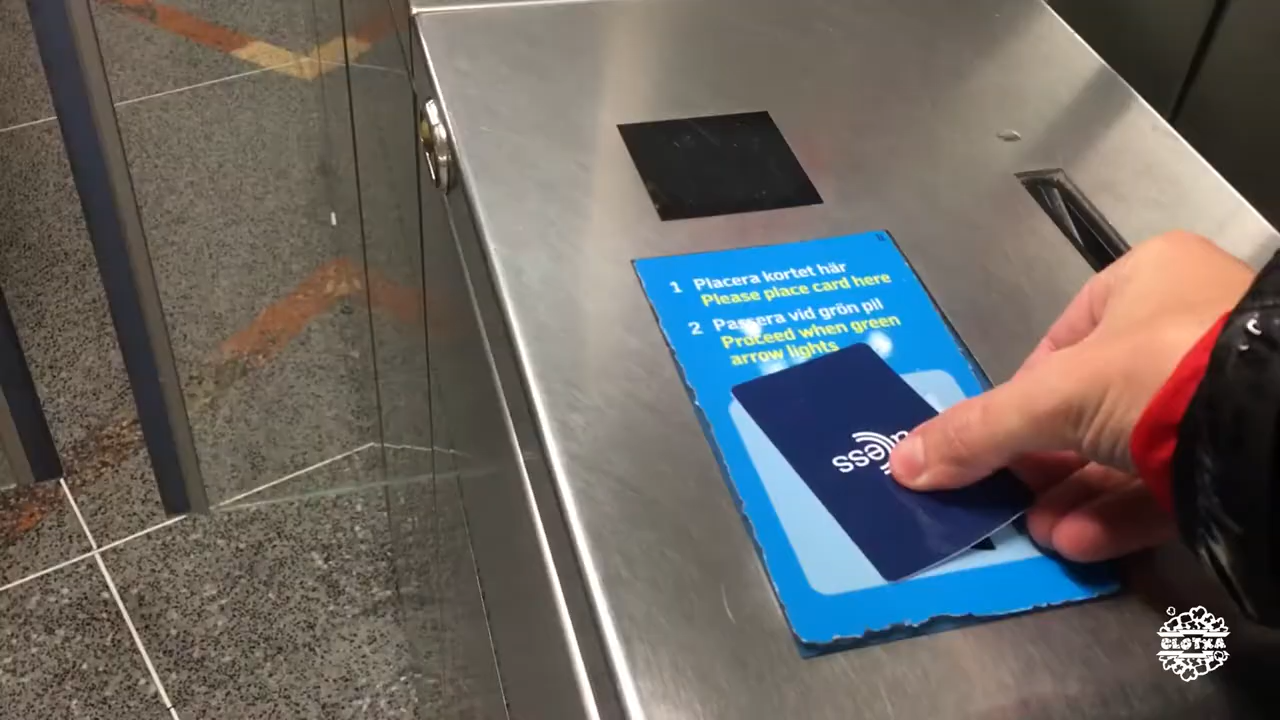 1 Placera kortet här
Please place card here
2 Passera vid grön pil
Proceed when green
arrow lights
CLOTXA